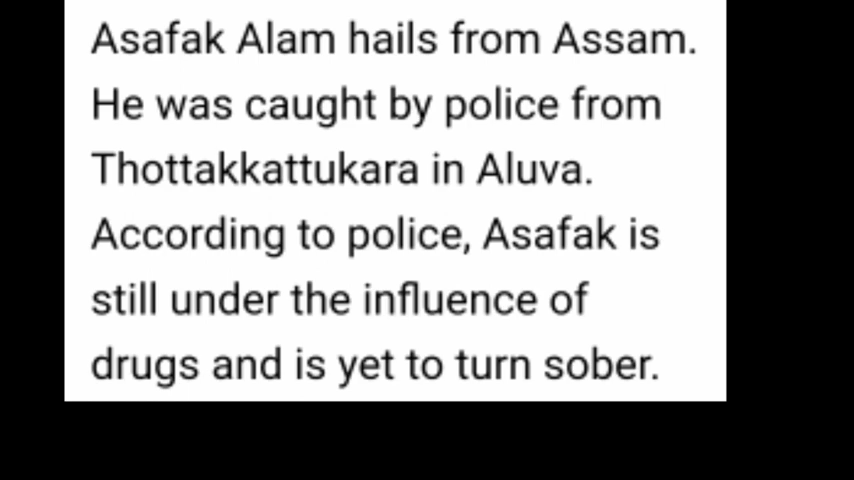 Asafak Alam hails from Assam.
He was caught by police from
Thottakkattukara in Aluva.
According to police, Asafak is
still under the influence of
drugs and is yet to turn sober.